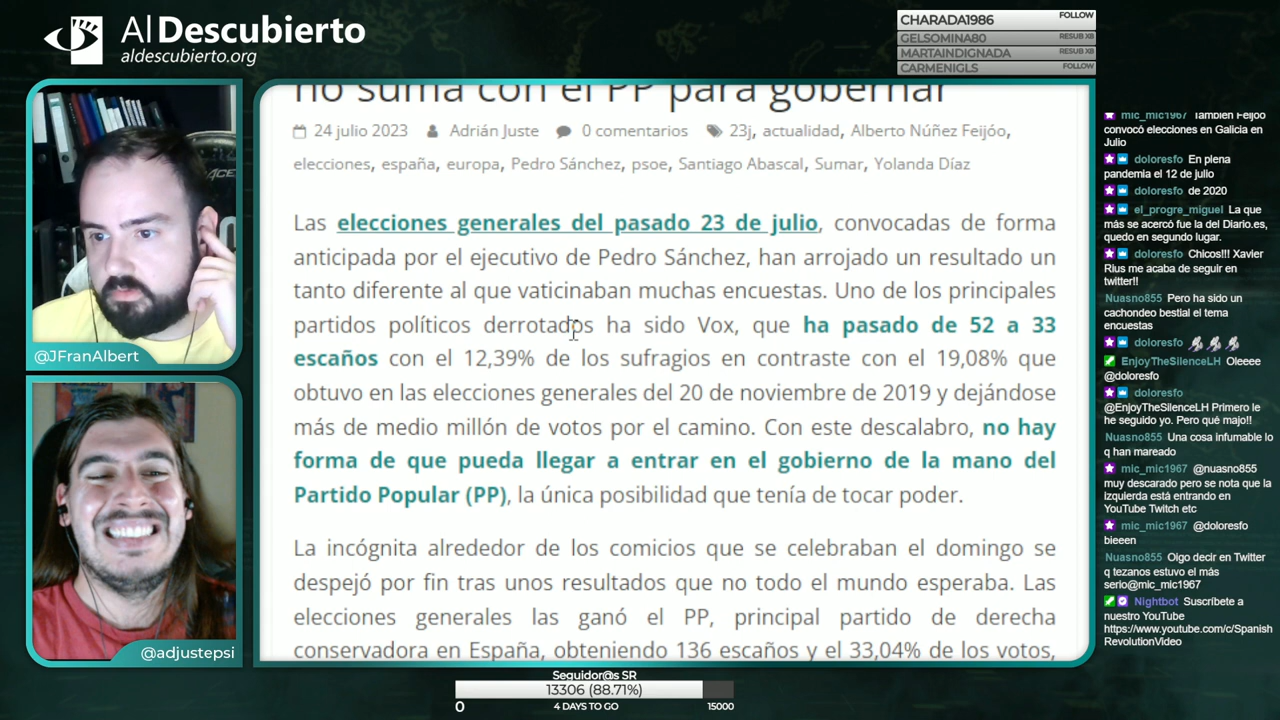 Al Descubierto
aldescubierto.org
CHARADA1986 FOLLOW
GELSOMINA80 RESUB X8
MARTAINDIGNADA RESUB X8
CARMENIGLS FOLLOW
no suma con el PP para gobernar
24 julio 2023 Adrián Juste 0 comentarios 23j, actualidad, Alberto Núñez Feijóo,
elecciones, españa, europa, Pedro Sánchez, psoe, Santiago Abascal, Sumar, Yolanda Díaz
Las elecciones generales del pasado 23 de julio, convocadas de forma
anticipada por el ejecutivo de Pedro Sánchez, han arrojado un resultado un
tanto diferente al que vaticinaban muchas encuestas. Uno de los principales
partidos políticos derrotados ha sido Vox, que ha pasado de 52 a 33
escaños con el 12,39% de los sufragios en contraste con el 19,08% que
obtuvo en las elecciones generales del 20 de noviembre de 2019 y dejándose
más de medio millón de votos por el camino. Con este descalabro, no hay
forma de que pueda llegar a entrar en el gobierno de la mano del
Partido Popular (PP), la única posibilidad que tenía de tocar poder.
La incógnita alrededor de los comicios que se celebraban el domingo se
despejó por fin tras unos resultados que no todo el mundo esperaba. Las
elecciones generales las ganó el PP, principal partido de derecha
conservadora en España, obteniendo 136 escaños y el 33,04% de los votos,
@JFranAlbert
@adjustepsi
mic_mic1967 También Feijoo
convocó elecciones en Galicia en
Julio
doloresfo En plena
pandemia el 12 de julio
doloresfo de 2020
el_progre_miguel La que
más se acercó fue la del Diario.es,
quedo en segundo lugar.
doloresfo Chicos!!! Xavier
Rius me acaba de seguir en
twitter!!
Nuasno855 Pero ha sido un
cachondeo bestial el tema
encuestas
doloresfo
EnjoyTheSilenceLH Oleeee
@doloresfo
doloresfo
@EnjoyTheSilenceLH Primero le
he seguido yo. Pero qué majo!!
Nuasno855 Una cosa infumable lo
q han mareado
mic_mic1967 @nuasno855
muy descarado pero se nota que la
izquierda está entrando en
YouTube Twitch etc
mic_mic1967 @doloresfo
bieeen
Nuasno855 Oigo decir en Twitter
q tezanos estuvo el más
serio@mic_mic1967
Nightbot Suscríbete a
nuestro YouTube
https://www.youtube.com/c/Spanish
RevolutionVideo
Seguidor@s SR
13306 (88.71%)
0 4 DAYS TO GO 15000